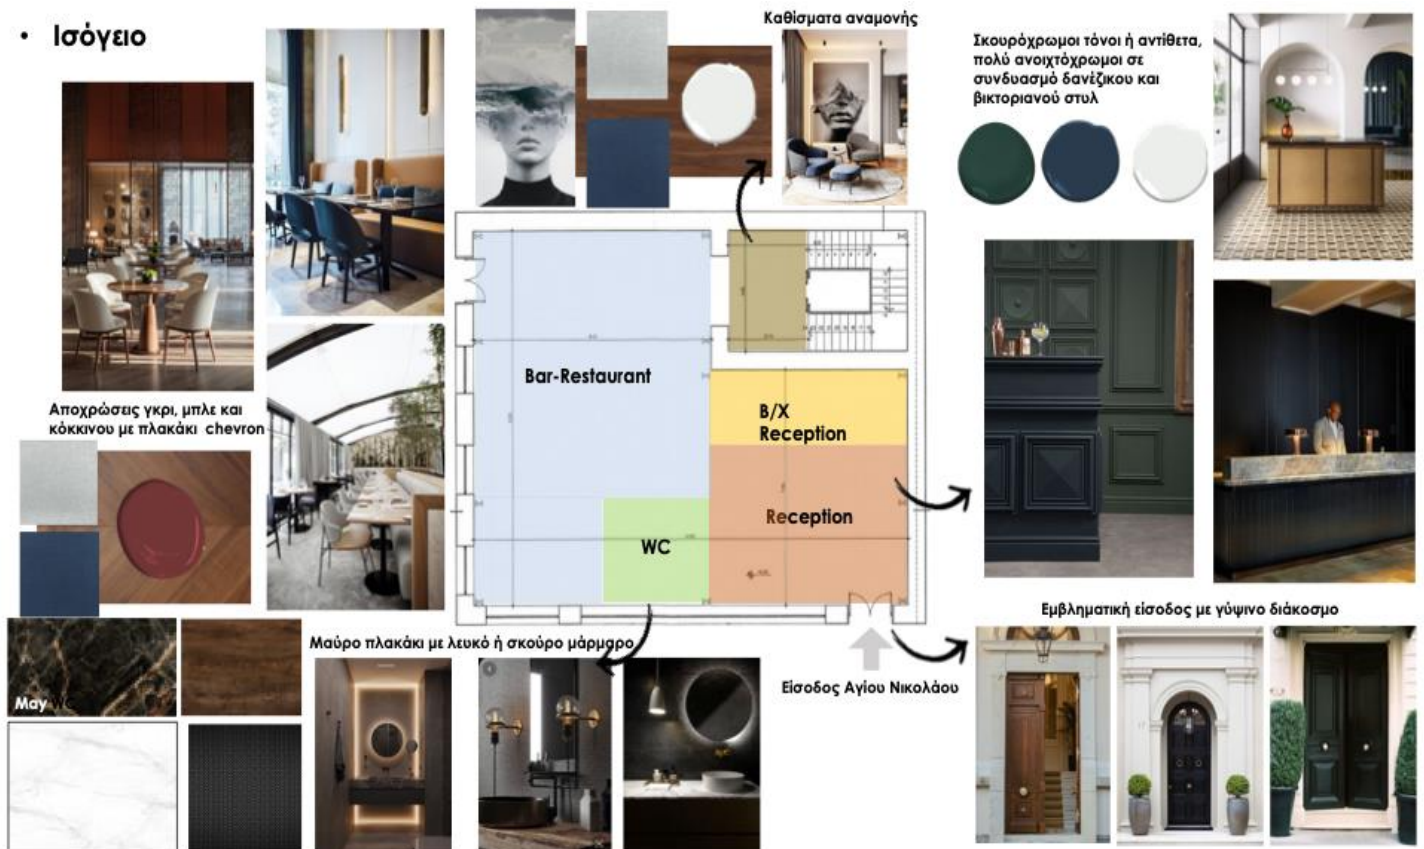 • Ισόγειο
Καθίσματα αναμονής
Σκουρόχρωμοι τόνοι ή αντίθετα,
πολύ ανοιχτόχρωμοι σε
συνδυασμό δανέζικου και
βικτοριανού στυλ
Bar-Restaurant
B/X
Reception
Reception
WC
Αποχρώσεις γκρι, μπλε και
κόκκινου με πλακάκι chevron
Μαύρο πλακάκι με λευκό ή σκούρο μάρμαρο
Είσοδος Αγίου Νικολάου
Εμβληματική είσοδος με γύψινο διάκοσμο
May